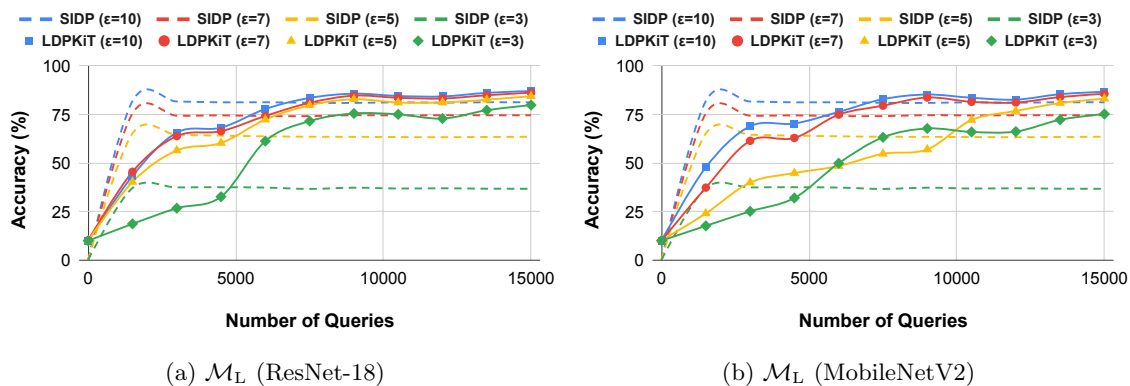 SIDP (ε=10) SIDP (ε=7) SIDP (ε=5) SIDP (ε=3)
LDPKiT (ε=10) LDPKiT (ε=7) LDPKiT (ε=5) LDPKiT (ε=3)
100
75
50
25
0
Accuracy (%)
0 5000 10000 15000
Number of Queries
(a) ℳL (ResNet-18)
SIDP (ε=10) SIDP (ε=7) SIDP (ε=5) SIDP (ε=3)
LDPKiT (ε=10) LDPKiT (ε=7) LDPKiT (ε=5) LDPKiT (ε=3)
100
75
50
25
0
Accuracy (%)
0 5000 10000 15000
Number of Queries
(b) ℳL (MobileNetV2)